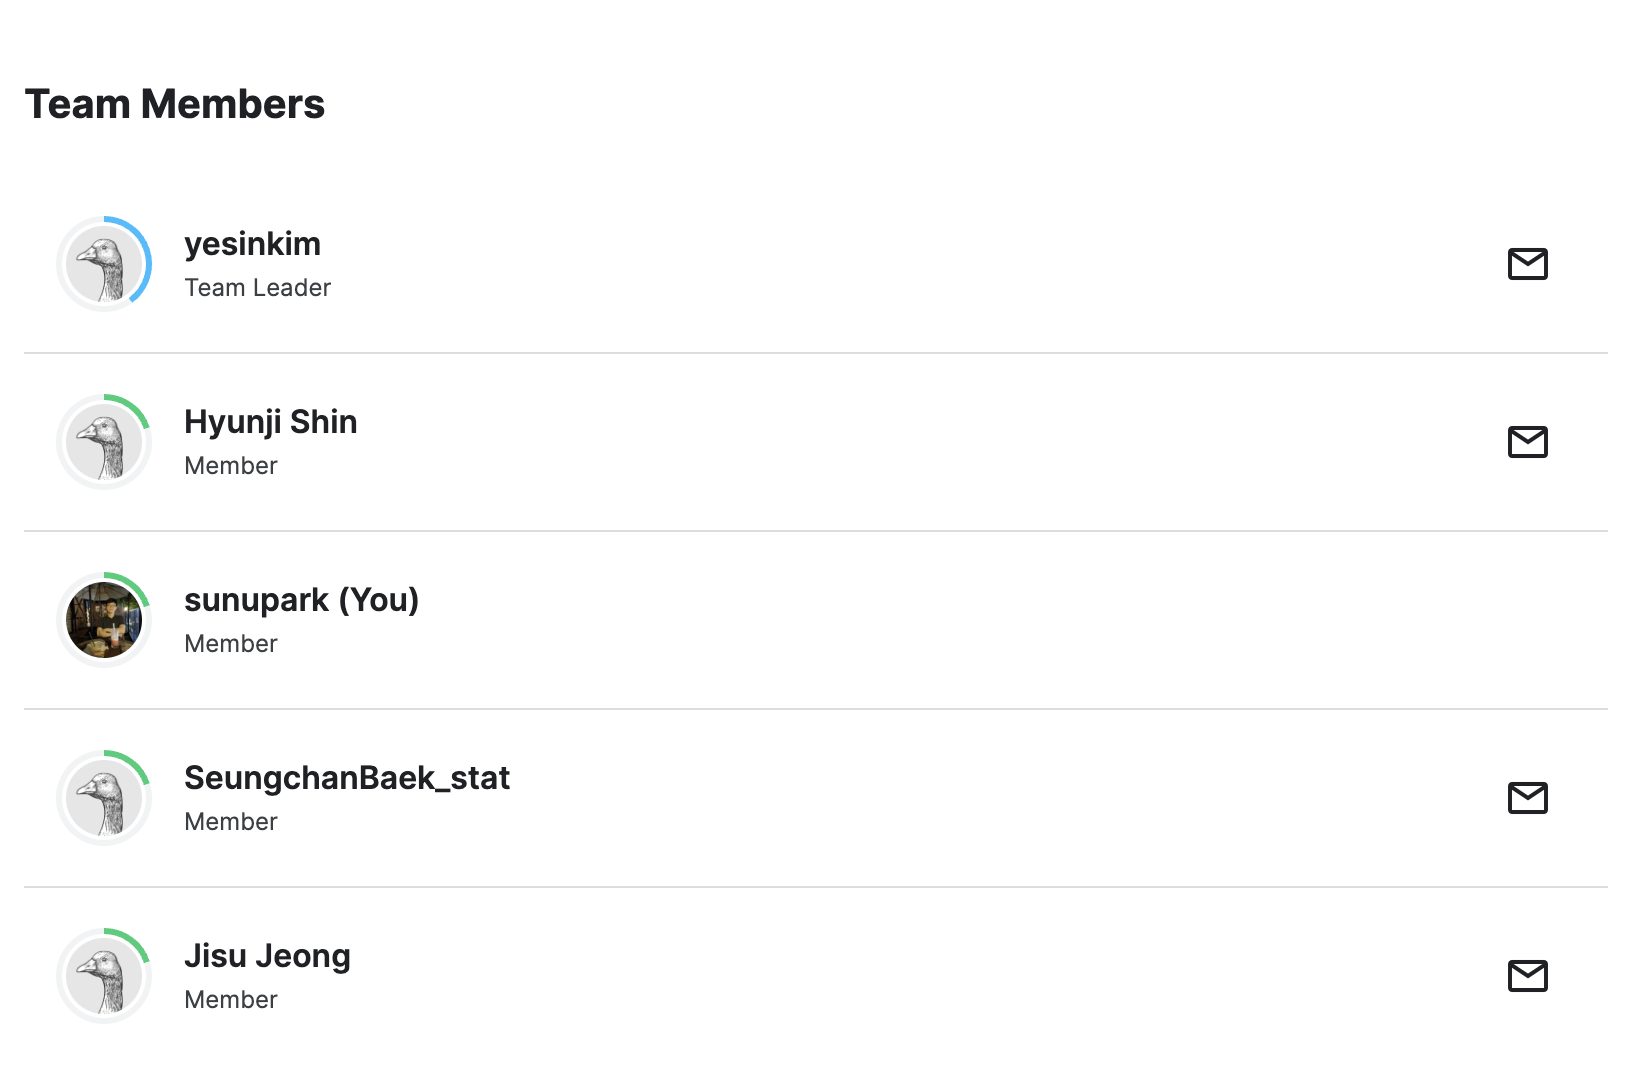 Team Members
yesinkim
Team Leader
Hyunji Shin
Member
sunupark (You)
Member
SeungchanBaek_stat
Member
Jisu Jeong
Member